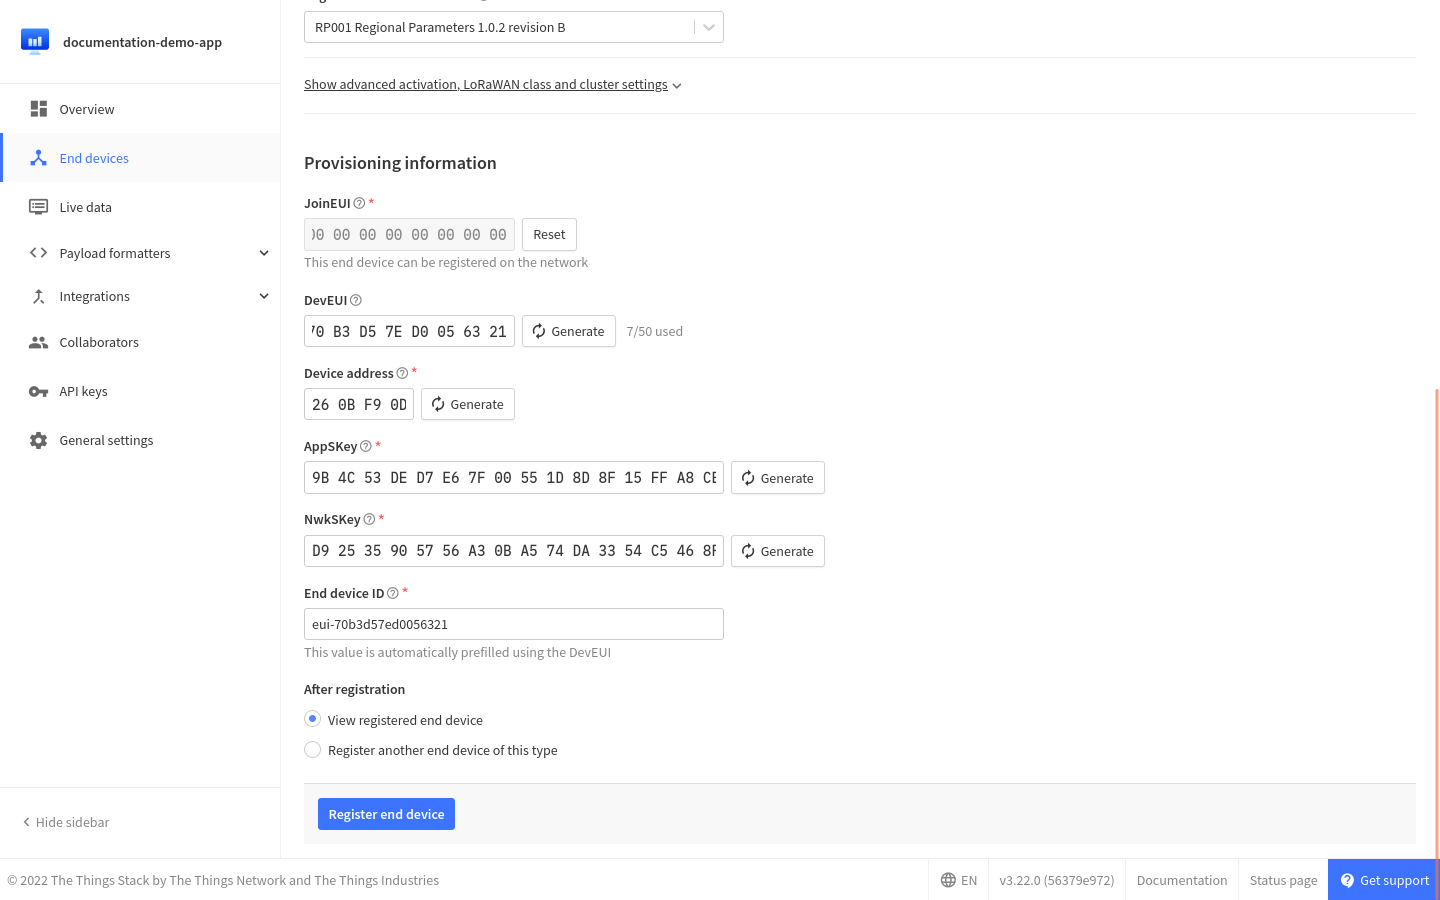 documentation-demo-app
Overview
End devices
Live data
Payload formatters
Integrations
Collaborators
API keys
General settings
Hide sidebar
RP001 Regional Parameters 1.0.2 revision B
Show advanced activation, LoRaWAN class and cluster settings
Provisioning information
JoinEUI *
00 00 00 00 00 00 00 00 Reset
This end device can be registered on the network
DevEUI
70 B3 D5 7E D0 05 63 21 Generate 7/50 used
Device address *
26 0B F9 0D Generate
AppSKey *
9B 4C 53 DE D7 E6 7F 00 55 1D 8D 8F 15 FF A8 Generate
NwkSKey *
D9 25 35 90 57 56 A3 0B A5 74 DA 33 54 C5 46 Generate
End device ID *
eui-70b3d57ed0056321
This value is automatically prefilled using the DevEUI
After registration
View registered end device
Register another end device of this type
Register end device
© 2022 The Things Stack by The Things Network and The Things Industries
EN
v3.22.0 (56379e972)
Documentation
Status page
Get support